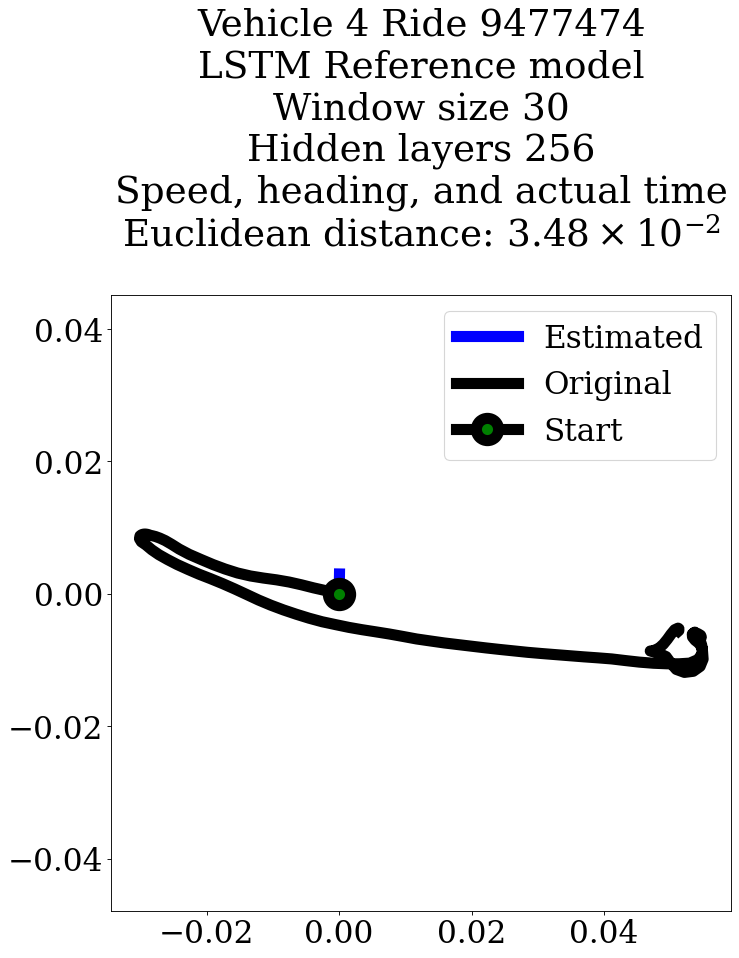 Vehicle 4 Ride 9477474
LSTM Reference model
Window size 30
Hidden layers 256
Speed, heading, and actual time
Euclidean distance: 3.48 × 10⁻²
Estimated
Original
Start
0.04
0.02
0.00
−0.02
−0.04
−0.02
0.00
0.02
0.04